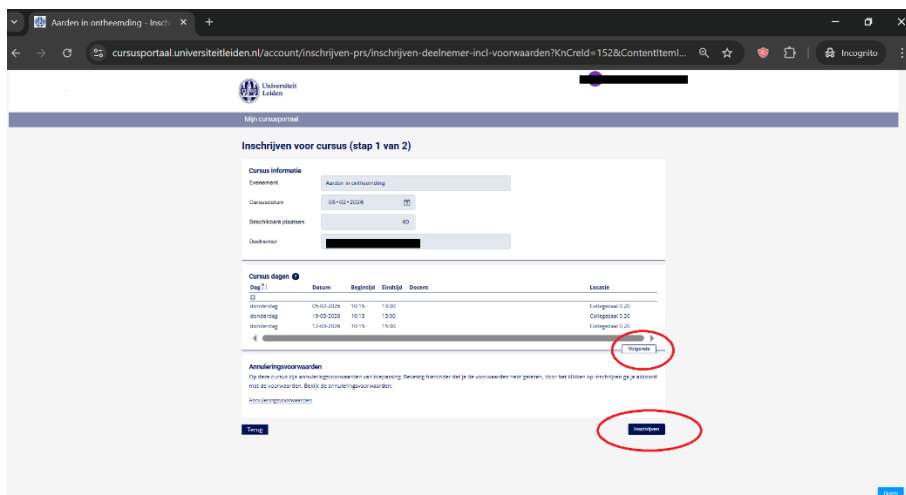 Aarden in ontheemding - Insch
cursusportaal.universiteitleiden.nl/account/inschrijven-prs/inschrijven-deelnemer-incl-voorwaarden?KnCreId=152&ContentItemI...
Incognito
Universiteit
Leiden
Mijn cursusportaal
Inschrijven voor cursus (stap 1 van 2)
Cursus informatie
Evenement Aarden in ontheemding
Cursusdatum 05-02-2026
Beschikbare plaatsen 40
Deelnemer
Cursus dagen
Dag Datum Begintijd Eindtijd Docent Locatie
donderdag 05-02-2026 10:15 13:00 Collegezaal 0.20
donderdag 19-03-2026 10:15 13:00 Collegezaal 0.20
donderdag 12-03-2026 10:15 15:00 Collegezaal 0.20
Volgende
Annuleringsvoorwaarden
Op deze cursus zijn annuleringsvoorwaarden van toepassing. Bevestig hieronder dat je de voorwaarden hebt gelezen, door het klikken op inschrijven ga je akkoord
met de voorwaarden. Bekijk de annuleringsvoorwaarden:
Annuleringsvoorwaarden
Terug
Inschrijven